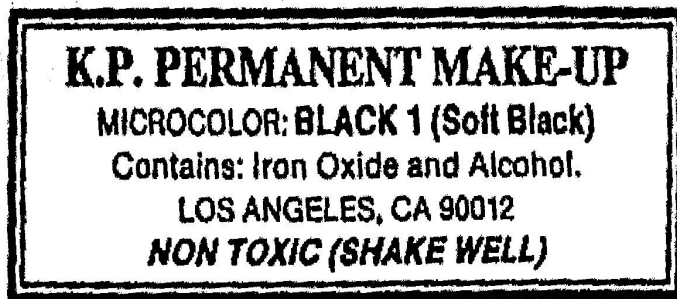 K.P. PERMANENT MAKE-UP
MICROCOLOR: BLACK 1 (Soft Black)
Contains: Iron Oxide and Alcohol.
LOS ANGELES, CA 90012
NON TOXIC (SHAKE WELL)